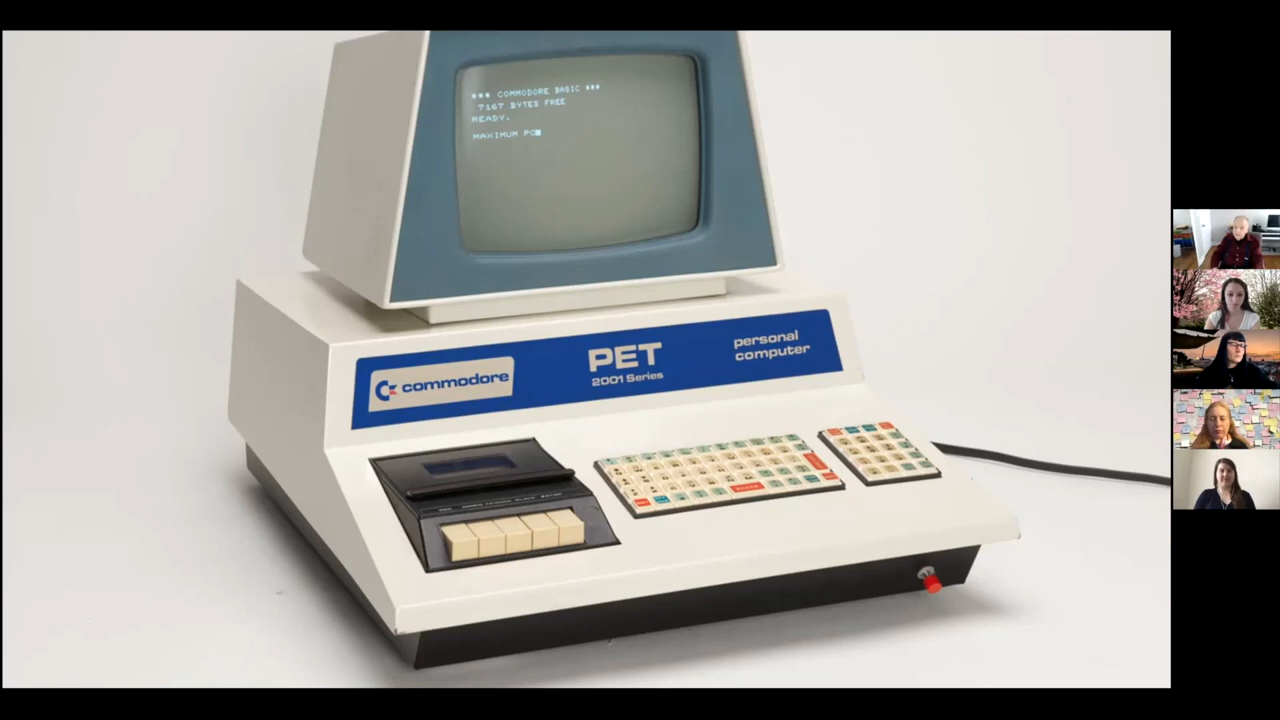 *** COMMODORE BASIC ***
7167 BYTES FREE
READY.
MAXIMUM PC
commodore
PET
2001 Series
personal
computer